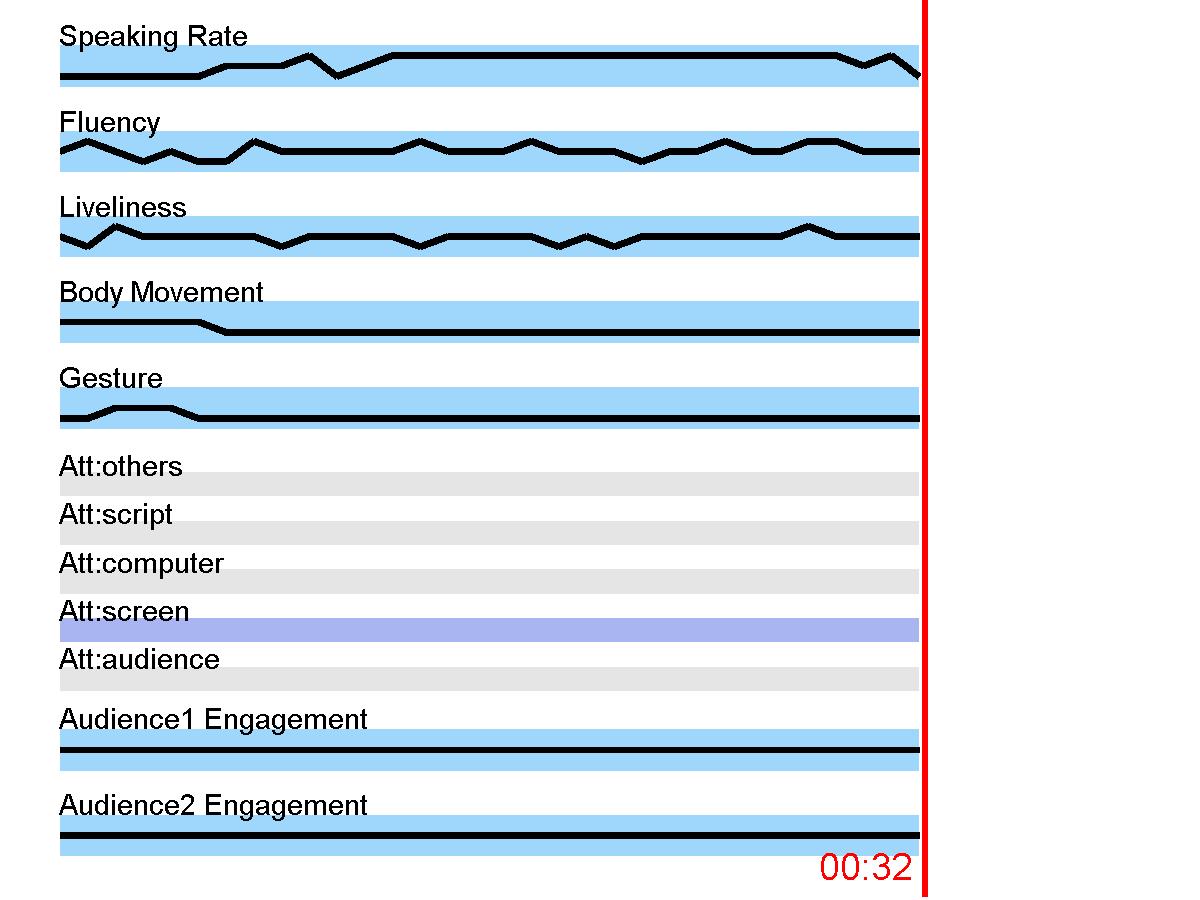 Speaking Rate
Fluency
Liveliness
Body Movement
Gesture
Att:others
Att:script
Att:computer
Att:screen
Att:audience
Audience1 Engagement
Audience2 Engagement
00:32